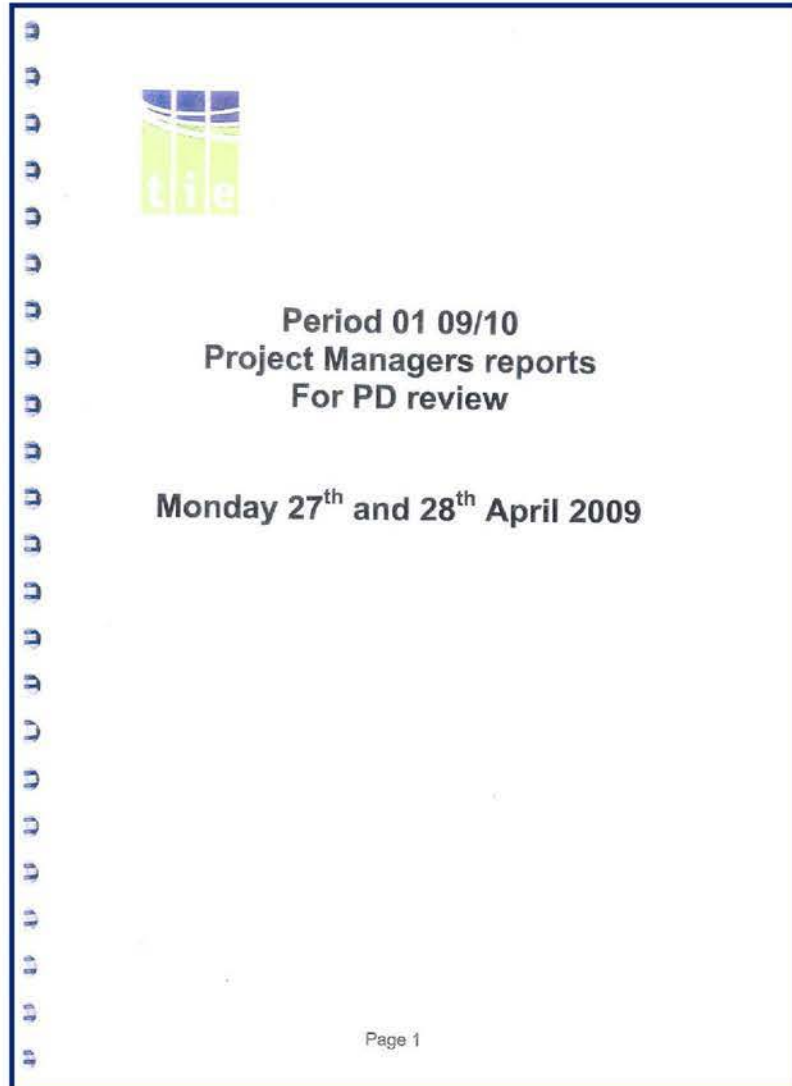 tie
Period 01 09/10
Project Managers reports
For PD review
Monday 27th and 28th April 2009
Page 1